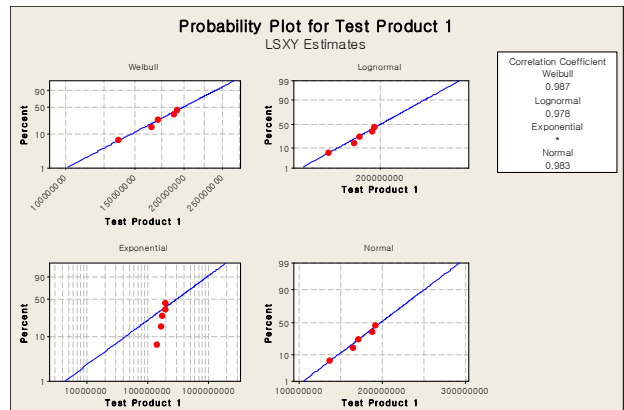 Probability Plot for Test Product 1
LSXY Estimates
Weibull
Percent
90
50
10
1
100000000
150000000
200000000
250000000
Test Product 1
Lognormal
Percent
99
90
50
10
1
200000000
Test Product 1
Correlation Coefficient
Weibull
0.987
Lognormal
0.978
Exponential
*
Normal
0.983
Exponential
Percent
90
50
10
1
10000000
100000000
1000000000
Test Product 1
Normal
Percent
99
90
50
10
1
100000000
200000000
300000000
Test Product 1